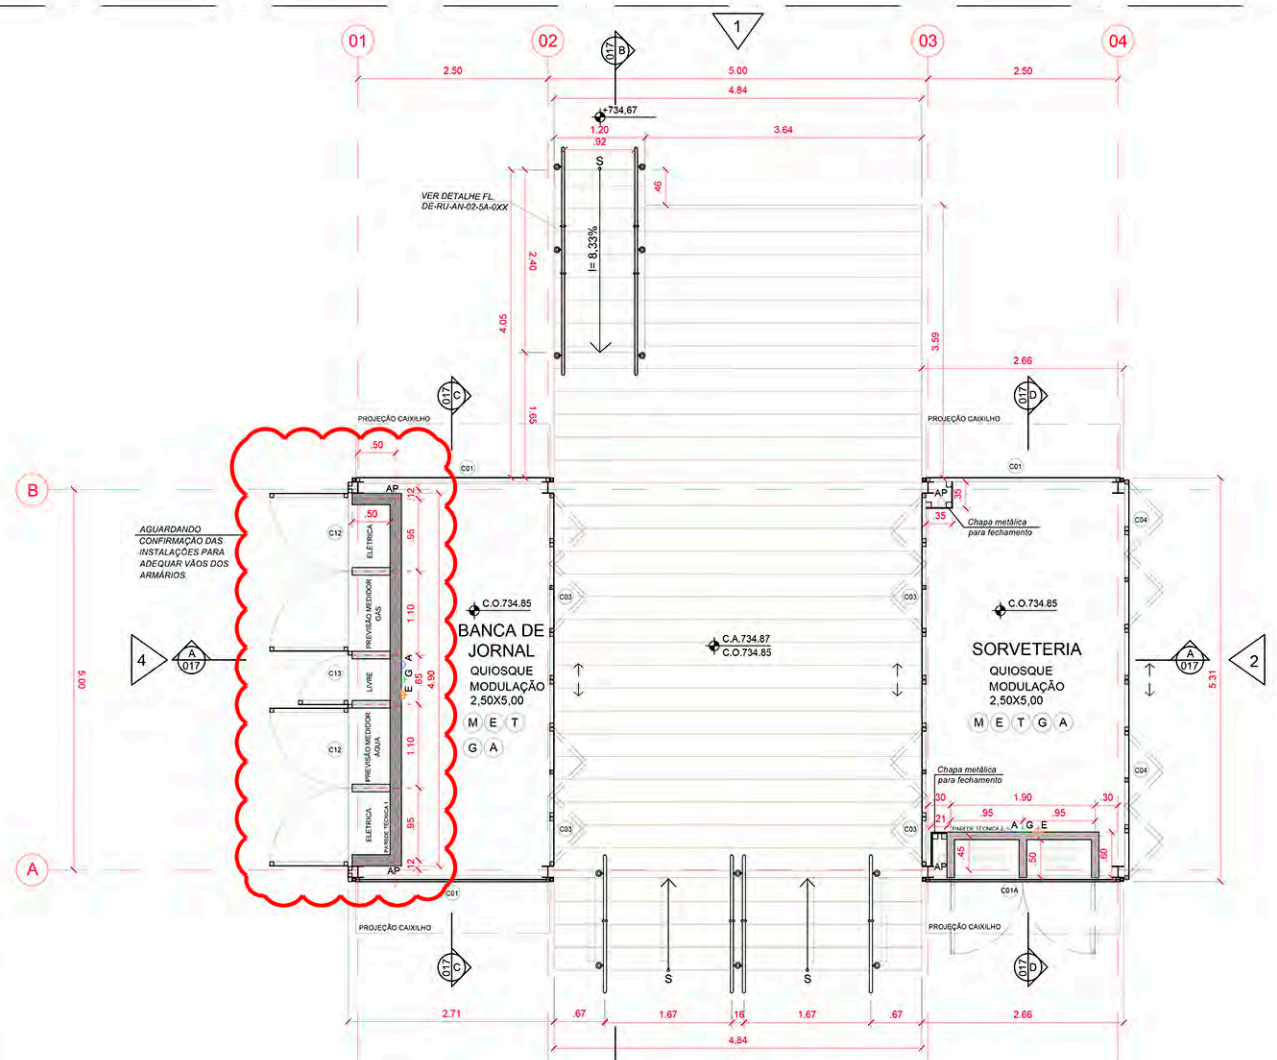 01
02
03
04
1
017
B
2.50
5.00
2.50
4.84
+734,67
1.20
3.64
.92
S
.46
VER DETALHE FL.
DE-RU-AN-02-5A-0XX
I= 8,33%
2.40
4.05
3.59
1.65
2.66
017
C
017
D
PROJEÇÃO CAIXILHO
PROJEÇÃO CAIXILHO
.50
C01
C01
B
AP
.12
AP
.35
.35
.50
Chapa metálica
para fechamento
C04
AGUARDANDO
CONFIRMAÇÃO DAS
INSTALAÇÕES PARA
ADEQUAR VÃOS DOS
ARMÁRIOS.
C12
ELÉTRICA
.95
PREVISÃO MEDIDOR
GÁS
1.10
C.O.734.85
C03
C03
C.O.734.85
BANCA DE
JORNAL
QUIOSQUE
MODULAÇÃO
2,50X5,00
M E T
G A
C.A.734.87
C.O.734.85
SORVETERIA
QUIOSQUE
MODULAÇÃO
2,50X5,00
M E T G A
4
A
017
A
017
2
5.00
C13
LIVRE
E G A
.65
4.90
5.31
C12
PREVISÃO MEDIDOR
ÁGUA
1.10
Chapa metálica
para fechamento
C04
30
1.90
30
.95
.95
.21
C03
C03
ELÉTRICA
PAREDE TÉCNICA 1
.95
PAREDE TÉCNICA 2
A G E
.45
.50
.60
A
.12
AP
AP
C01
C01A
PROJEÇÃO CAIXILHO
PROJEÇÃO CAIXILHO
017
C
S
S
017
D
2.71
.67
1.67
.16
1.67
.67
2.66
4.84